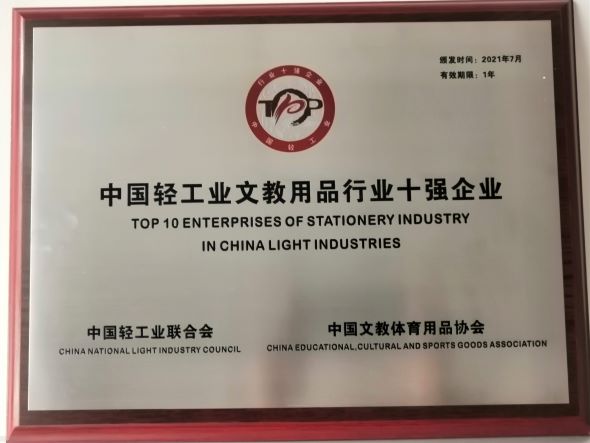 颁发时间：2021年7月
有效期限：1年
行业十强企业
TOP
中国轻工业
中国轻工业文教用品行业十强企业
TOP 10 ENTERPRISES OF STATIONERY INDUSTRY
IN CHINA LIGHT INDUSTRIES
中国轻工业联合会
CHINA NATIONAL LIGHT INDUSTRY COUNCIL
中国文教体育用品协会
CHINA EDUCATIONAL,CULTURAL AND SPORTS GOODS ASSOCIATION